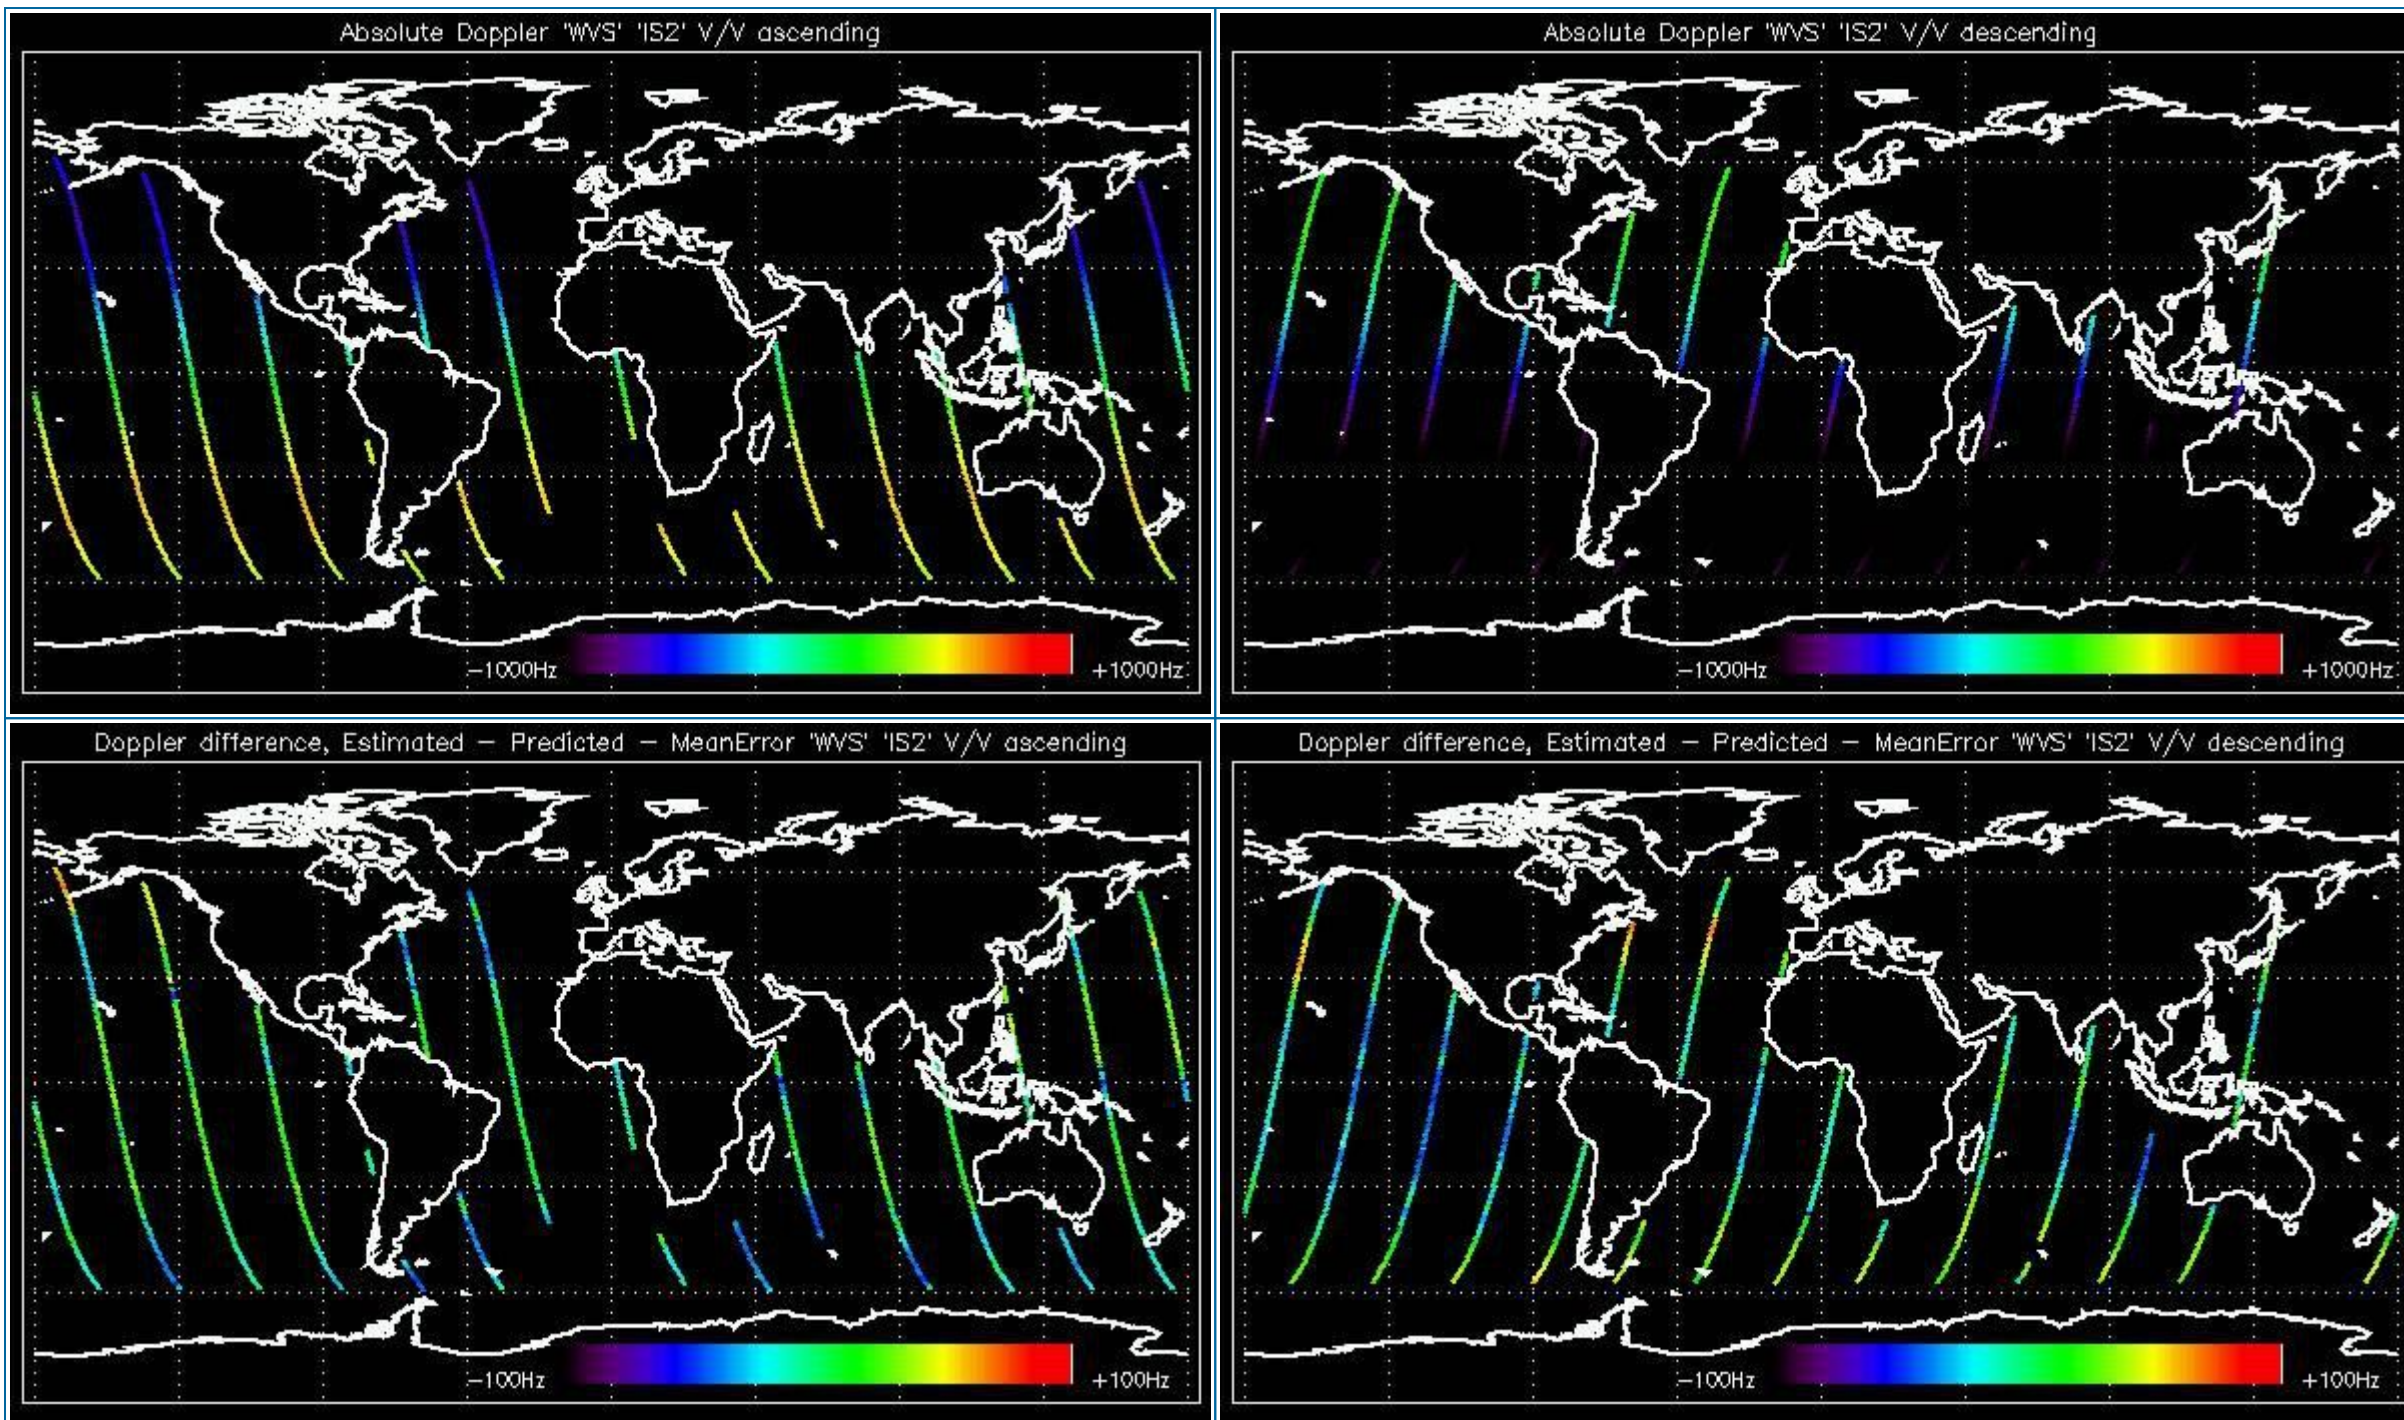 Absolute Doppler 'WVS' 'IS2' V/V ascending
-1000Hz
+1000Hz
Absolute Doppler 'WVS' 'IS2' V/V descending
-1000Hz
+1000Hz
Doppler difference, Estimated - Predicted - MeanError 'WVS' 'IS2' V/V ascending
-100Hz
+100Hz
Doppler difference, Estimated - Predicted - MeanError 'WVS' 'IS2' V/V descending
-100Hz
+100Hz